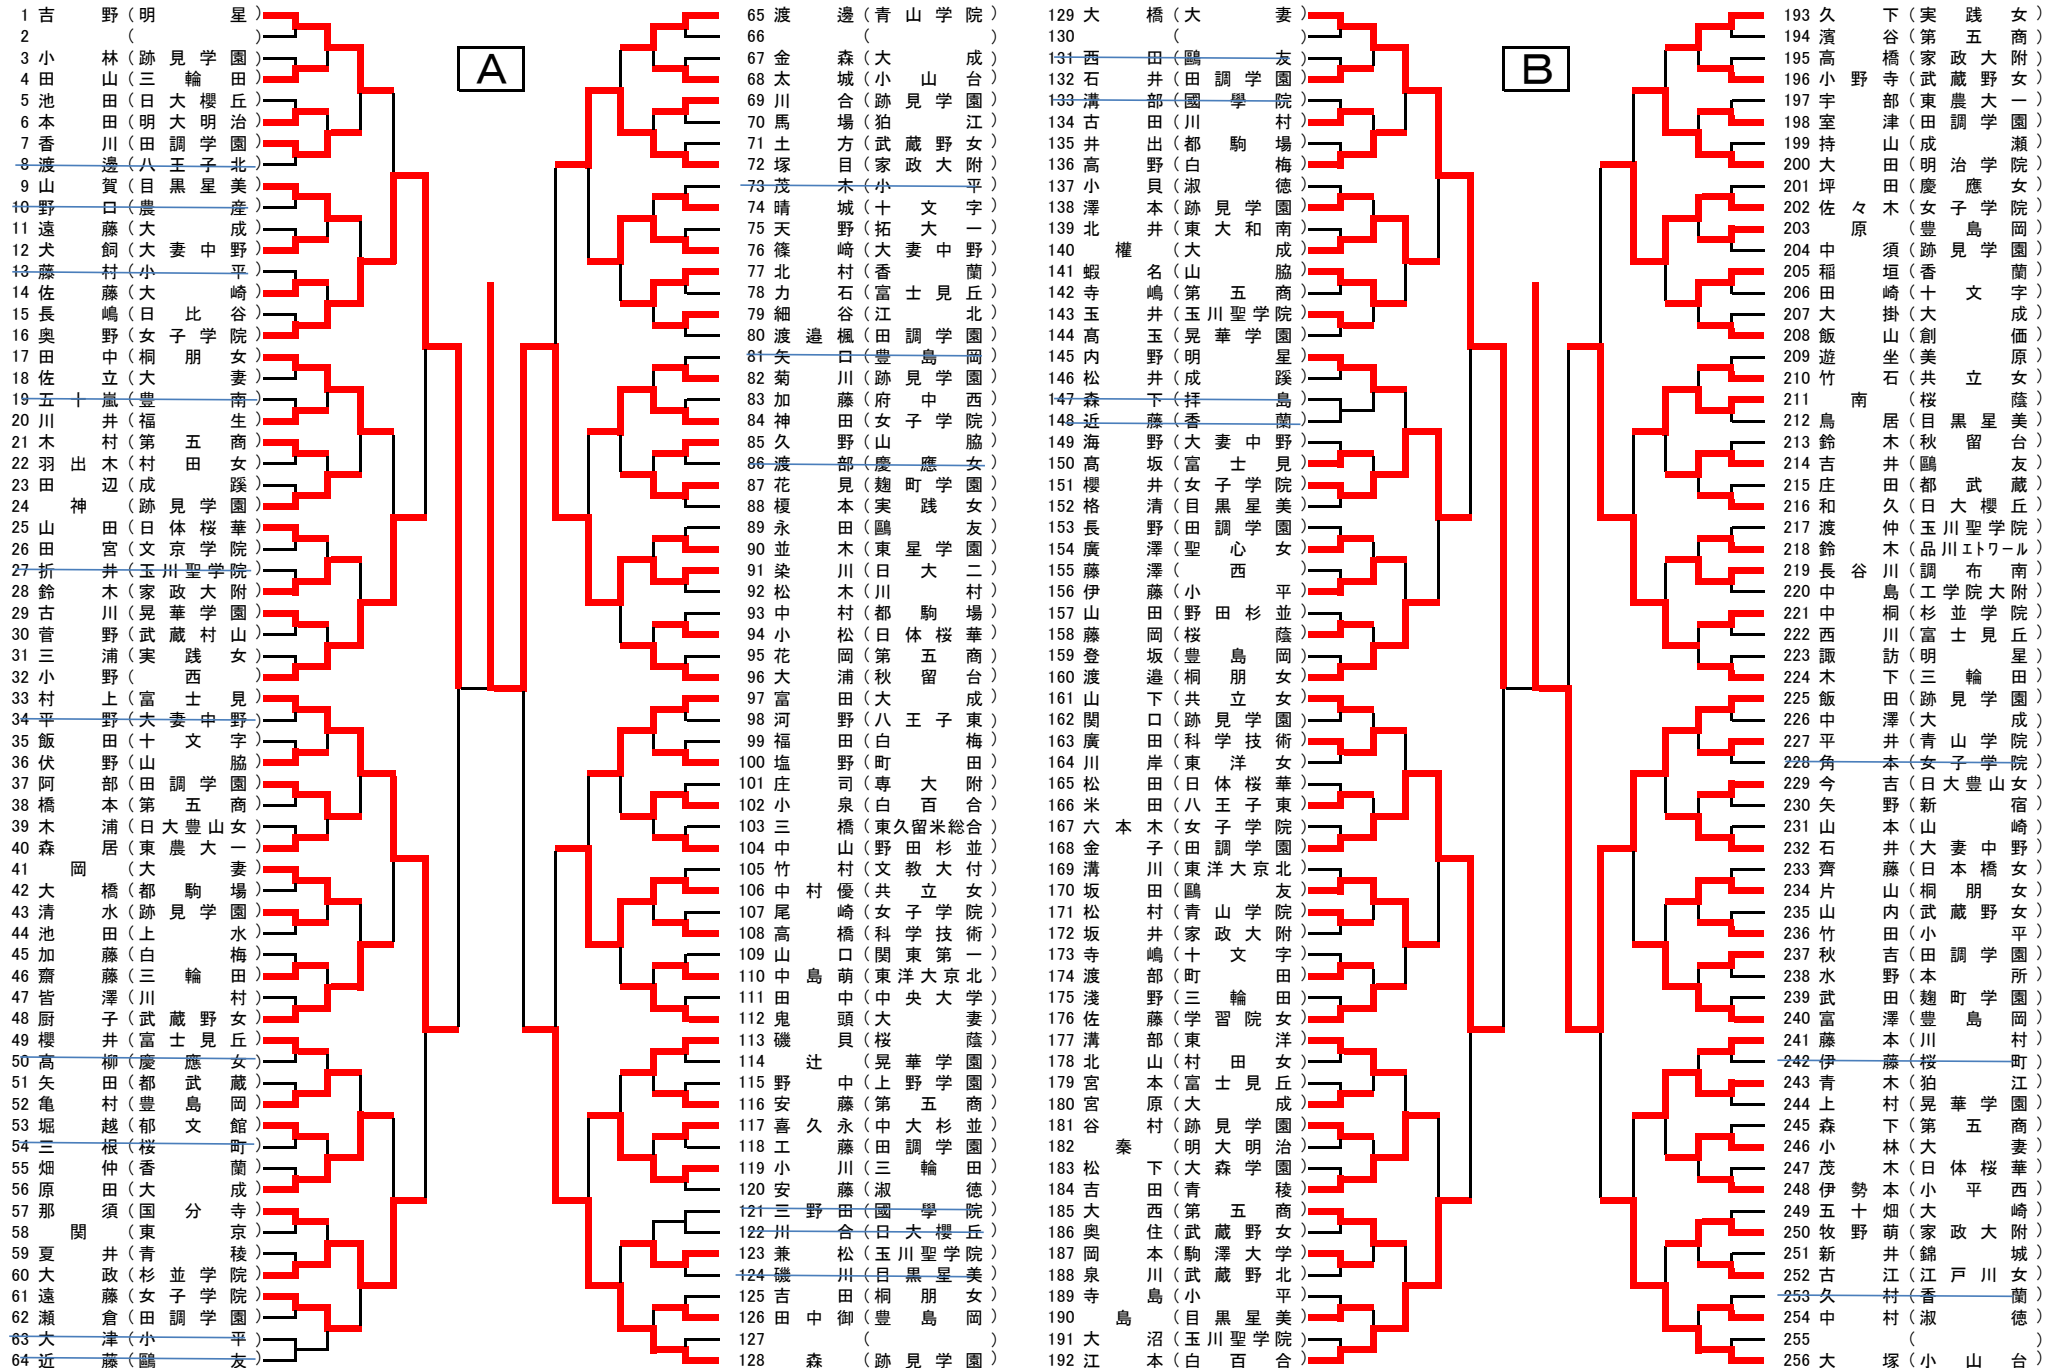 A
B
1 吉野(明星)
2 ( )
3 小林(跡見学園)
4 田山(三輪田)
5 池田(日大櫻丘)
6 本田(明大明治)
7 香川(田調学園)
8 渡邊(八王子北)
9 山賀(目黒星美)
10 野口(農産)
11 遠藤(大成)
12 犬飼(大妻中野)
13 藤村(小平)
14 佐藤(大崎)
15 長嶋(日比谷)
16 奥野(女子学院)
17 田中(桐朋女)
18 佐立(大妻)
19 五十嵐(豊南)
20 川井(福生)
21 木村(第五商)
22 羽出木(村田女)
23 田辺(成蹊)
24 神(跡見学園)
25 山田(日体桜華)
26 田宮(文京学院)
27 折井(玉川聖学院)
28 鈴木(家政大附)
29 古川(晃華学園)
30 菅野(武蔵村山)
31 三浦(実践女)
32 小野(西)
33 村上(富士見)
34 平野(大妻中野)
35 飯田(十文字)
36 伏野(山脇)
37 阿部(田調学園)
38 橋本(第五商)
39 木浦(日大豊山女)
40 森居(東農大一)
41 岡(大妻)
42 大橋(都駒場)
43 清水(跡見学園)
44 池田(上水)
45 加藤(白梅)
46 齋藤(三輪田)
47 皆澤(川村)
48 厨子(武蔵野女)
49 櫻井(富士見丘)
50 髙柳(慶應女)
51 矢田(都武蔵)
52 亀村(豊島岡)
53 堀越(郁文館)
54 三根(桜町)
55 畑仲(香蘭)
56 原田(大成)
57 那須(国分寺)
58 関(東京)
59 夏井(青稜)
60 大政(杉並学院)
61 遠藤(女子学院)
62 瀬倉(田調学園)
63 大津(小平)
64 近藤(鷗友)
65 渡邊(青山学院)
66 ( )
67 金森(大成)
68 太城(小山台)
69 川合(跡見学園)
70 馬場(狛江)
71 土方(武蔵野女)
72 塚目(家政大附)
73 茂木(小平)
74 晴城(十文字)
75 天野(拓大一)
76 篠﨑(大妻中野)
77 北村(香蘭)
78 力石(富士見丘)
79 細谷(江北)
80 渡邉楓(田調学園)
81 矢口(豊島岡)
82 菊川(跡見学園)
83 加藤(府中西)
84 神田(女子学院)
85 久野(山脇)
86 渡部(慶應女)
87 花見(麹町学園)
88 榎本(実践女)
89 永田(鷗友)
90 並木(東星学園)
91 染川(日大二)
92 松木(川村)
93 中村(都駒場)
94 小松(日体桜華)
95 花岡(第五商)
96 大浦(秋留台)
97 富田(大成)
98 河野(八王子東)
99 福田(白梅)
100 塩野(町田)
101 庄司(専大附)
102 小泉(白百合)
103 三橋(東久留米総合)
104 中山(野田杉並)
105 竹村(文教大付)
106 中村優(共立女)
107 尾崎(女子学院)
108 高橋(科学技術)
109 山口(関東第一)
110 中島萌(東洋大京北)
111 田中(中央大学)
112 鬼頭(大妻)
113 磯貝(桜蔭)
114 辻(晃華学園)
115 野中(上野学園)
116 安藤(第五商)
117 喜久永(中大杉並)
118 工藤(田調学園)
119 小川(三輪田)
120 安藤(淑徳)
121 三野田(國學院)
122 川合(日大櫻丘)
123 兼松(玉川聖学院)
124 磯川(目黒星美)
125 吉田(桐朋女)
126 田中御(豊島岡)
127 ( )
128 森(跡見学園)
129 大橋(大妻)
130 ( )
131 西田(鷗友)
132 石井(田調学園)
133 溝部(國學院)
134 古田(川村)
135 井出(都駒場)
136 高野(白梅)
137 小貝(淑徳)
138 澤本(跡見学園)
139 北井(東大和南)
140 權(大成)
141 蝦名(山脇)
142 寺嶋(第五商)
143 玉井(玉川聖学院)
144 髙玉(晃華学園)
145 内野(明星)
146 松井(成蹊)
147 森下(拝島)
148 近藤(香蘭)
149 海野(大妻中野)
150 髙坂(富士見)
151 櫻井(女子学院)
152 格清(目黒星美)
153 長野(田調学園)
154 廣澤(聖心女)
155 藤澤(西)
156 伊藤(小平)
157 山田(野田杉並)
158 藤岡(桜蔭)
159 登坂(豊島岡)
160 渡邉(桐朋女)
161 山下(共立女)
162 関口(跡見学園)
163 廣田(科学技術)
164 川岸(東洋女)
165 松田(日体桜華)
166 米田(八王子東)
167 六本木(女子学院)
168 金子(田調学園)
169 溝川(東洋大京北)
170 坂田(鷗友)
171 松村(青山学院)
172 坂井(家政大附)
173 寺嶋(十文字)
174 渡部(町田)
175 淺野(三輪田)
176 佐藤(学習院女)
177 溝部(東洋)
178 北山(村田女)
179 宮本(富士見丘)
180 宮原(大成)
181 谷村(跡見学園)
182 秦(明大明治)
183 松下(大森学園)
184 吉田(青稜)
185 大西(第五商)
186 奥住(武蔵野女)
187 岡本(駒澤大学)
188 泉川(武蔵野北)
189 寺島(小平)
190 島(目黒星美)
191 大沼(玉川聖学院)
192 江本(白百合)
193 久下(実践女)
194 濱谷(第五商)
195 高橋(家政大附)
196 小野寺(武蔵野女)
197 宇部(東農大一)
198 室津(田調学園)
199 持山(成瀬)
200 大田(明治学院)
201 坪田(慶應女)
202 佐々木(女子学院)
203 原(豊島岡)
204 中須(跡見学園)
205 稲垣(香蘭)
206 田崎(十文字)
207 大掛(大成)
208 飯山(創価)
209 遊坐(美原)
210 竹石(共立女)
211 南(桜蔭)
212 鳥居(目黒星美)
213 鈴木(秋留台)
214 吉井(鷗友)
215 庄田(都武蔵)
216 和久(日大櫻丘)
217 渡仲(玉川聖学院)
218 鈴木(品川エトワール)
219 長谷川(調布南)
220 中島(工学院大附)
221 中桐(杉並学院)
222 西川(富士見丘)
223 諏訪(明星)
224 木下(三輪田)
225 飯田(跡見学園)
226 中澤(大成)
227 平井(青山学院)
228 角本(女子学院)
229 今吉(日大豊山女)
230 矢野(新宿)
231 山本(山崎)
232 石井(大妻中野)
233 齊藤(日本橋女)
234 片山(桐朋女)
235 山内(武蔵野女)
236 竹田(小平)
237 秋吉(田調学園)
238 水野(本所)
239 武田(麹町学園)
240 富澤(豊島岡)
241 藤本(川村)
242 伊藤(桜町)
243 青木(狛江)
244 上村(晃華学園)
245 森下(第五商)
246 小林(大妻)
247 茂木(日体桜華)
248 伊勢本(小平西)
249 五十畑(大崎)
250 牧野萌(家政大附)
251 新井(錦城)
252 古江(江戸川女)
253 久村(香蘭)
254 中村(淑徳)
255 ( )
256 大塚(小山台)